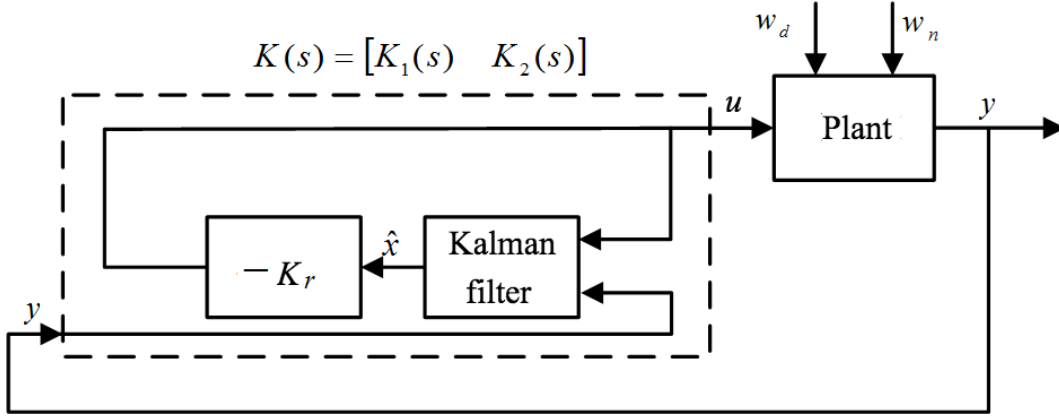 w_d
w_n
K(s) = [K_1(s) K_2(s)]
u
Plant
y
−K_r
x̂
Kalman
filter
y